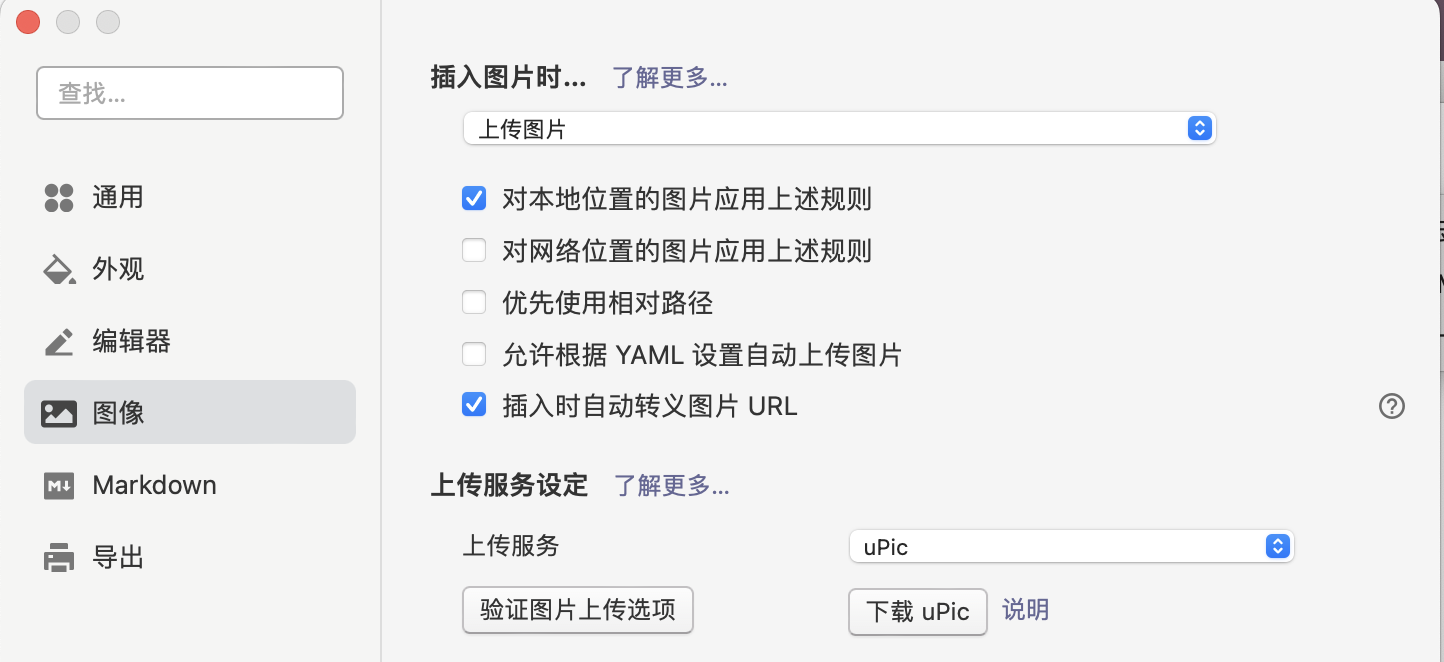 查找...
通用
外观
编辑器
图像
Markdown
导出
插入图片时... 了解更多...
上传图片
对本地位置的图片应用上述规则
对网络位置的图片应用上述规则
优先使用相对路径
允许根据 YAML 设置自动上传图片
插入时自动转义图片 URL
上传服务设定 了解更多...
上传服务 uPic
验证图片上传选项 下载 uPic 说明